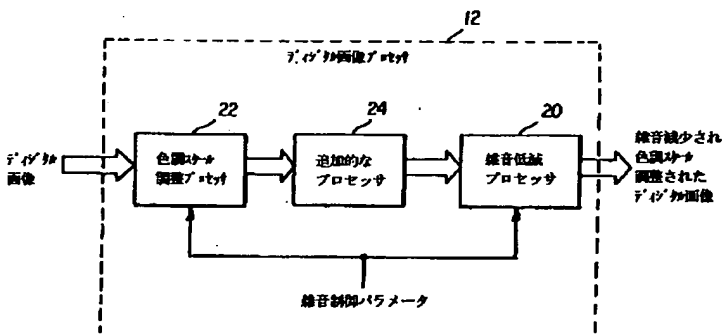 12
ディジタル画像プロセッサ
22
24
20
ディジタル
画像
色調スケール
調整プロセッサ
追加的な
プロセッサ
雑音低減
プロセッサ
雑音減少され
色調スケール
調整された
ディジタル画像
雑音制御パラメータ